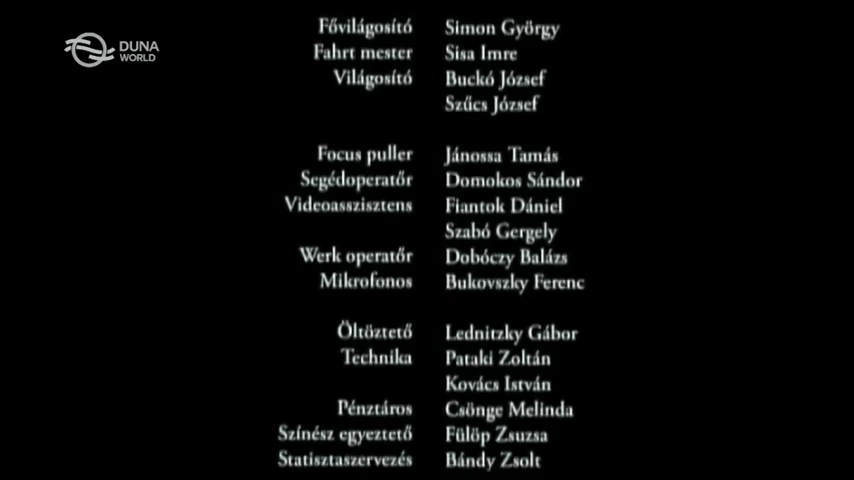 DUNA
WORLD
Fővilágosító Simon György
Fahrt mester Sisa Imre
Világosító Buckó József
Szűcs József
Focus puller Jánossa Tamás
Segédoperatőr Domokos Sándor
Videoasszisztens Fiantok Dániel
Szabó Gergely
Werk operatőr Dobóczy Balázs
Mikrofonos Bukovszky Ferenc
Öltöztető Lednitzky Gábor
Technika Pataki Zoltán
Kovács István
Pénztáros Csönge Melinda
Színész egyeztető Fülöp Zsuzsa
Statisztaszervezés Bándy Zsolt